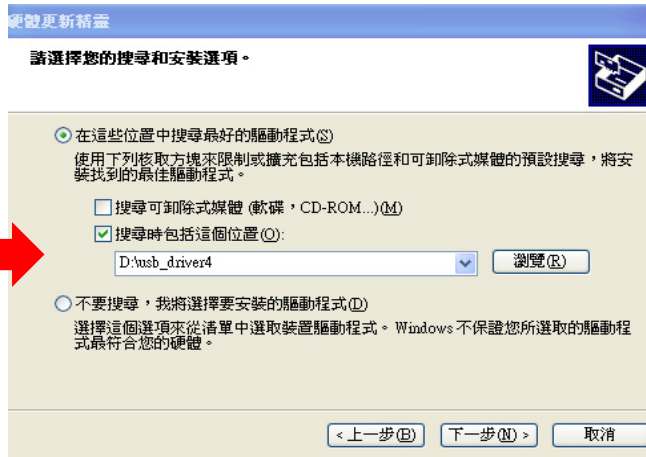 硬體更新精靈
請選擇您的搜尋和安裝選項。
在這些位置中搜尋最好的驅動程式(S)
使用下列核取方塊來限制或擴充包括本機路徑和可卸除式媒體的預設搜尋,將安
裝找到的最佳驅動程式。
搜尋可卸除式媒體 (軟碟,CD-ROM...)(M)
搜尋時包括這個位置(O):
D:\usb_driver4
瀏覽(R)
不要搜尋,我將選擇要安裝的驅動程式(D)
選擇這個選項來從清單中選取裝置驅動程式。Windows 不保證您所選取的驅動程
式最符合您的硬體。
< 上一步(B) 下一步(N) > 取消